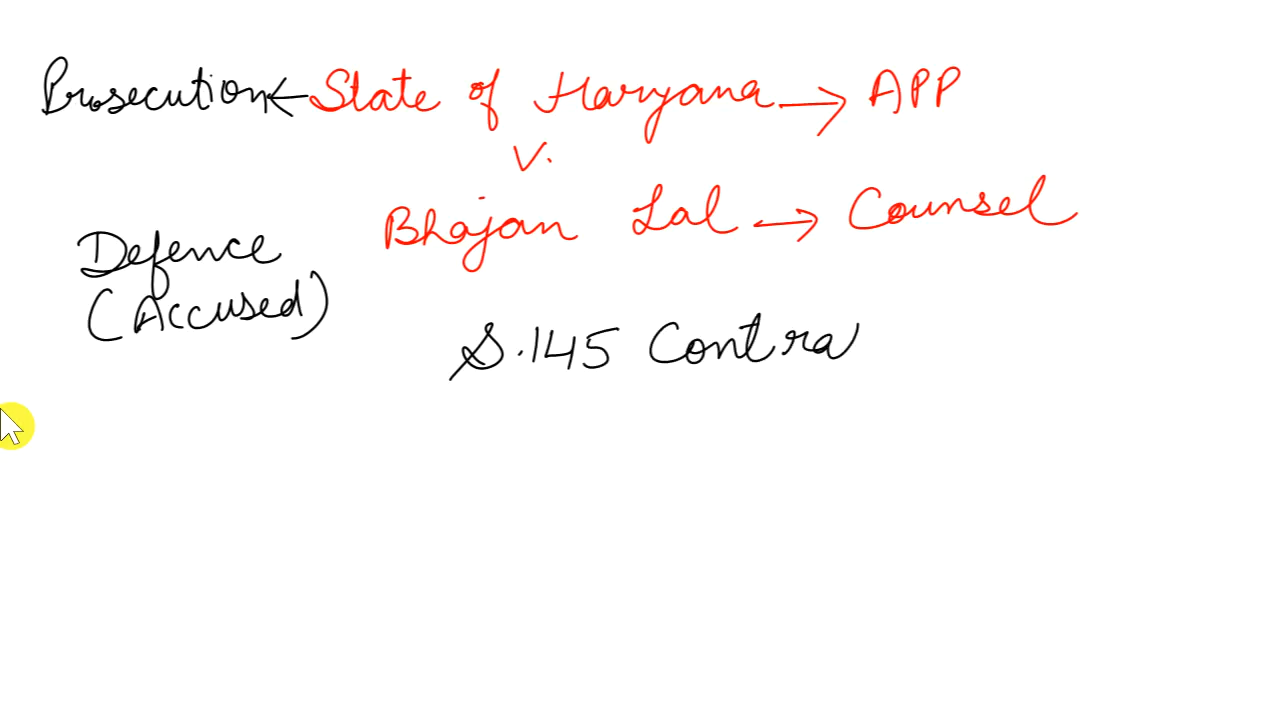 Prosecution ← State of Haryana → APP
V.
Bhajan Lal → Counsel
Defence
(Accused)
S.145 Contra